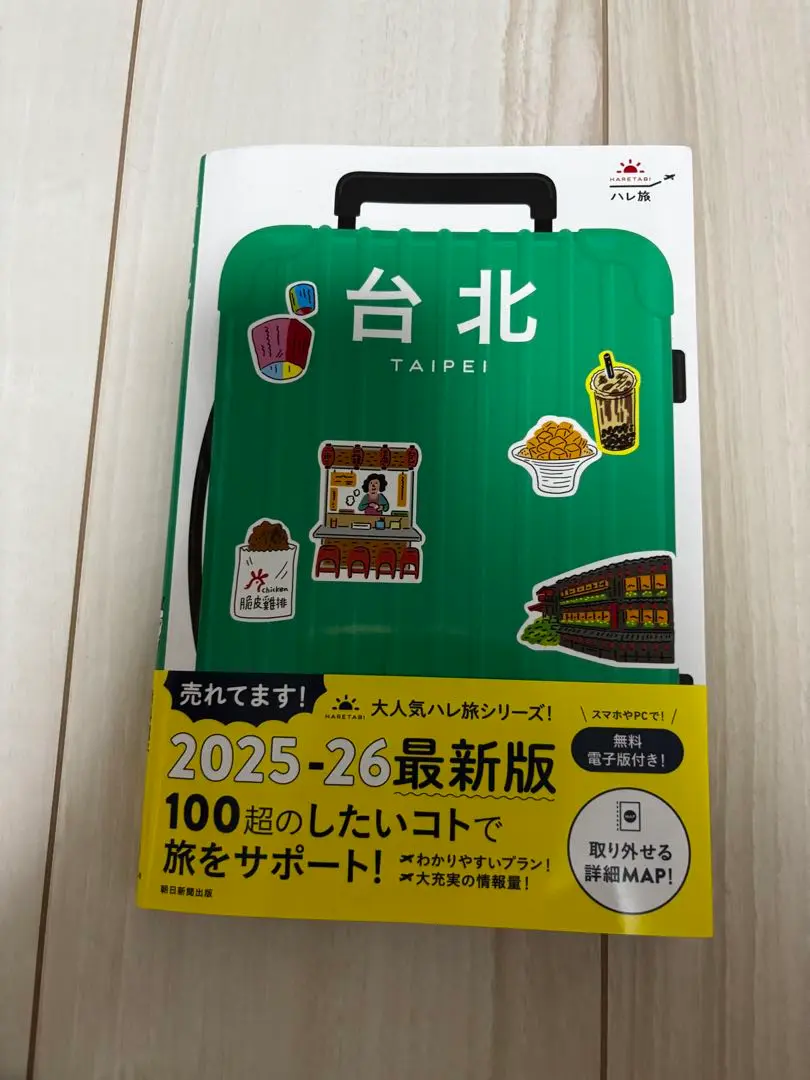 HARETABI
ハレ旅
台北
TAIPEI
chicken
脆皮雞排
売れてます!
HARETABI
大人気ハレ旅シリーズ!
2025-26最新版
100超のしたいコトで
旅をサポート!
わかりやすいプラン!
大充実の情報量!
朝日新聞出版
スマホやPCで!
無料
電子版付き!
MAP
取り外せる
詳細MAP!